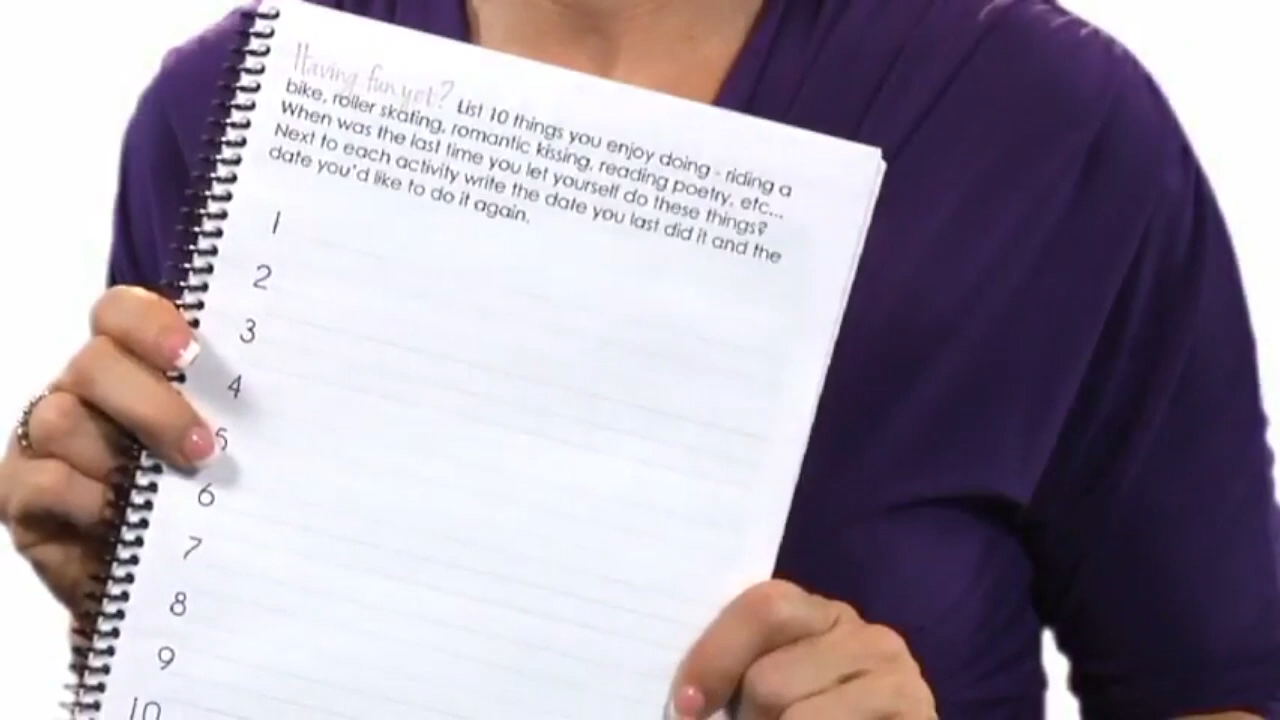 Having fun yet? List 10 things you enjoy doing - riding a
bike, roller skating, romantic kissing, reading poetry, etc...
When was the last time you let yourself do these things?
Next to each activity write the date you last did it and the
date you'd like to do it again.
1
2
3
4
5
6
7
8
9
10